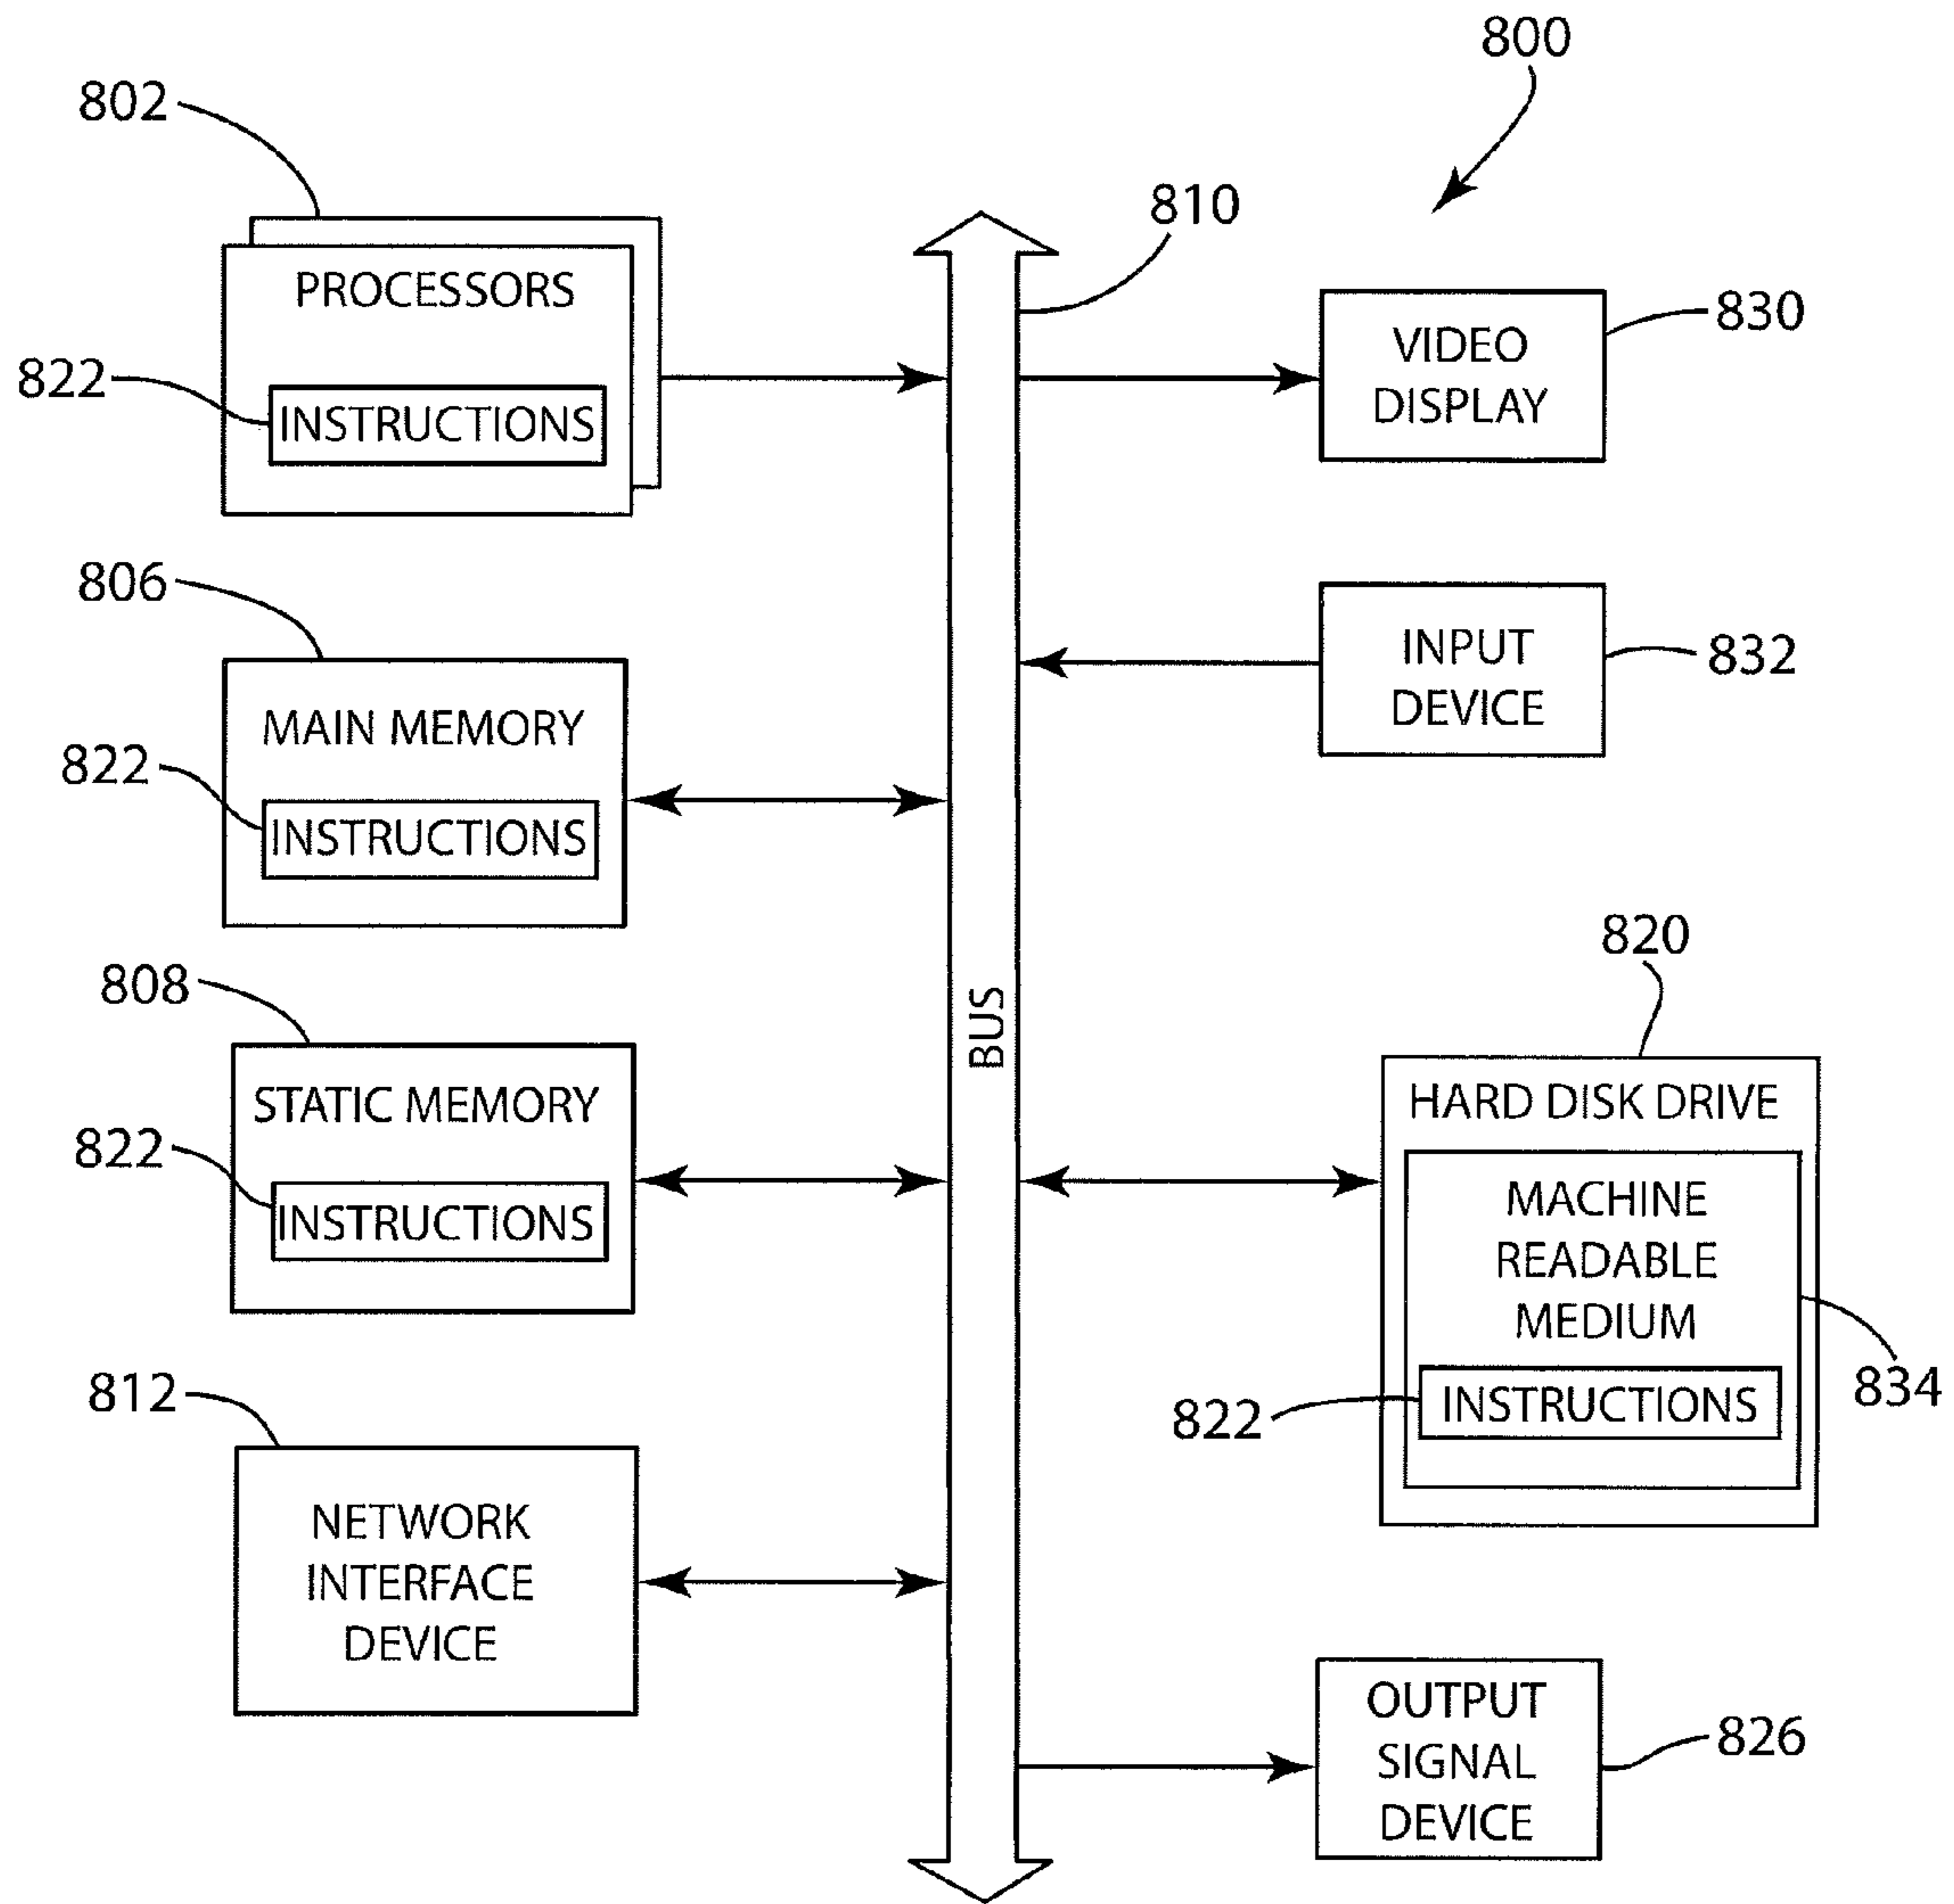 800
802
810
PROCESSORS
822
INSTRUCTIONS
VIDEO
DISPLAY
830
806
MAIN MEMORY
822
INSTRUCTIONS
INPUT
DEVICE
832
808
STATIC MEMORY
822
INSTRUCTIONS
BUS
820
HARD DISK DRIVE
MACHINE
READABLE
MEDIUM
834
822
INSTRUCTIONS
812
NETWORK
INTERFACE
DEVICE
OUTPUT
SIGNAL
DEVICE
826